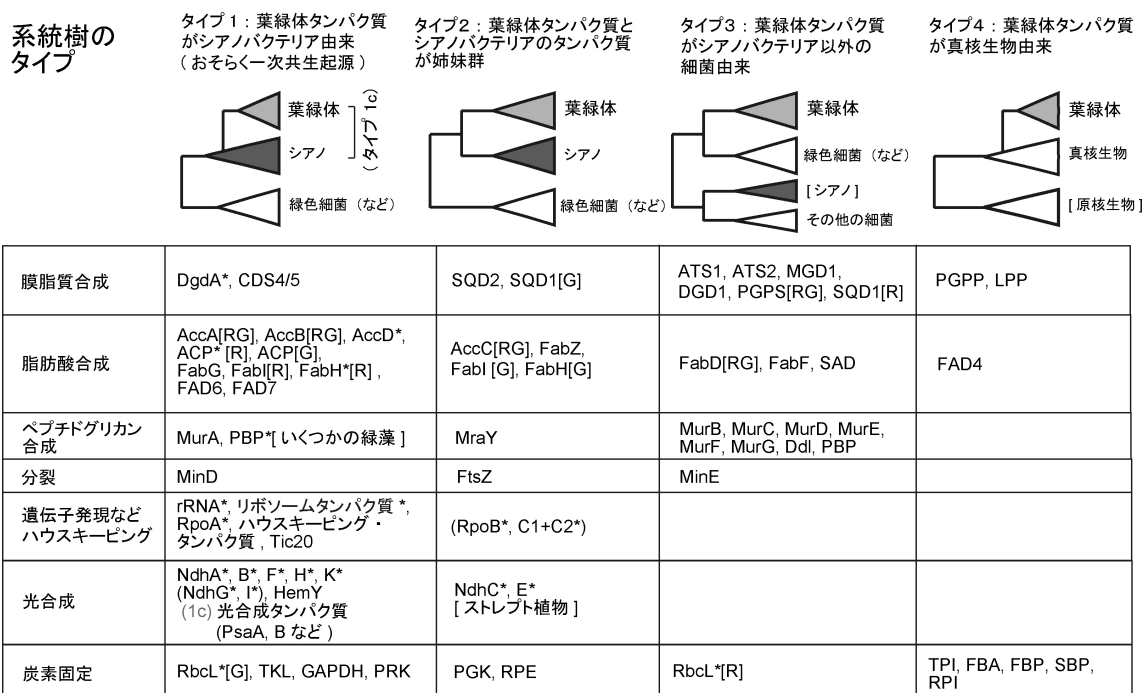 系統樹の
タイプ
タイプ１：葉緑体タンパク質
がシアノバクテリア由来
（おそらく一次共生起源）
葉緑体
シアノ
緑色細菌（など）
（タイプ 1c）
タイプ２：葉緑体タンパク質と
シアノバクテリアのタンパク質
が姉妹群
葉緑体
シアノ
緑色細菌（など）
タイプ３：葉緑体タンパク質
がシアノバクテリア以外の
細菌由来
葉緑体
緑色細菌（など）
[ シアノ ]
その他の細菌
タイプ４：葉緑体タンパク質
が真核生物由来
葉緑体
真核生物
[ 原核生物 ]
膜脂質合成
DgdA*, CDS4/5
SQD2, SQD1[G]
ATS1, ATS2, MGD1,
DGD1, PGPS[RG], SQD1[R]
PGPP, LPP
脂肪酸合成
AccA[RG], AccB[RG], AccD*,
ACP* [R], ACP[G],
FabG, FabI[R], FabH*[R] ,
FAD6, FAD7
AccC[RG], FabZ,
FabI [G], FabH[G]
FabD[RG], FabF, SAD
FAD4
ペプチドグリカン
合成
MurA, PBP*[ いくつかの緑藻 ]
MraY
MurB, MurC, MurD, MurE,
MurF, MurG, Ddl, PBP
分裂
MinD
FtsZ
MinE
遺伝子発現など
ハウスキーピング
rRNA*, リボソームタンパク質 *,
RpoA*, ハウスキーピング・
タンパク質 , Tic20
(RpoB*, C1+C2*)
光合成
NdhA*, B*, F*, H*, K*
(NdhG*, I*), HemY
(1c) 光合成タンパク質
(PsaA, B など )
NdhC*, E*
[ ストレプト植物 ]
炭素固定
RbcL*[G], TKL, GAPDH, PRK
PGK, RPE
RbcL*[R]
TPI, FBA, FBP, SBP,
RPI